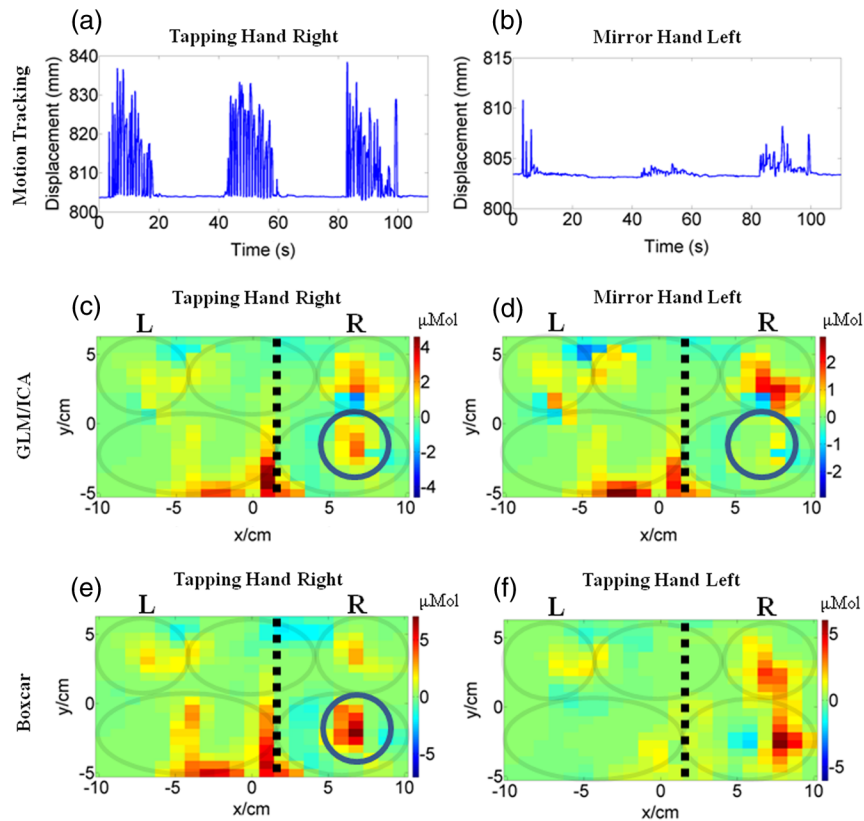 (a)
Tapping Hand Right
Motion Tracking
Displacement (mm)
840
830
820
810
800
0 20 40 60 80 100
Time (s)
(b)
Mirror Hand Left
Displacement (mm)
815
810
805
803
800
0 20 40 60 80 100
Time (s)
(c)
Tapping Hand Right
L R
µMol
GLM/ICA
y/cm
5
0
-5
-10 -5 0 5 10
x/cm
4
2
0
-2
-4
(d)
Mirror Hand Left
L R
µMol
y/cm
5
0
-5
-10 -5 0 5 10
x/cm
2
1
0
-1
-2
(e)
Tapping Hand Right
L R
µMol
Boxcar
y/cm
5
0
-5
-10 -5 0 5 10
x/cm
5
0
-5
(f)
Tapping Hand Left
L R
µMol
y/cm
5
0
-5
-10 -5 0 5 10
x/cm
5
0
-5